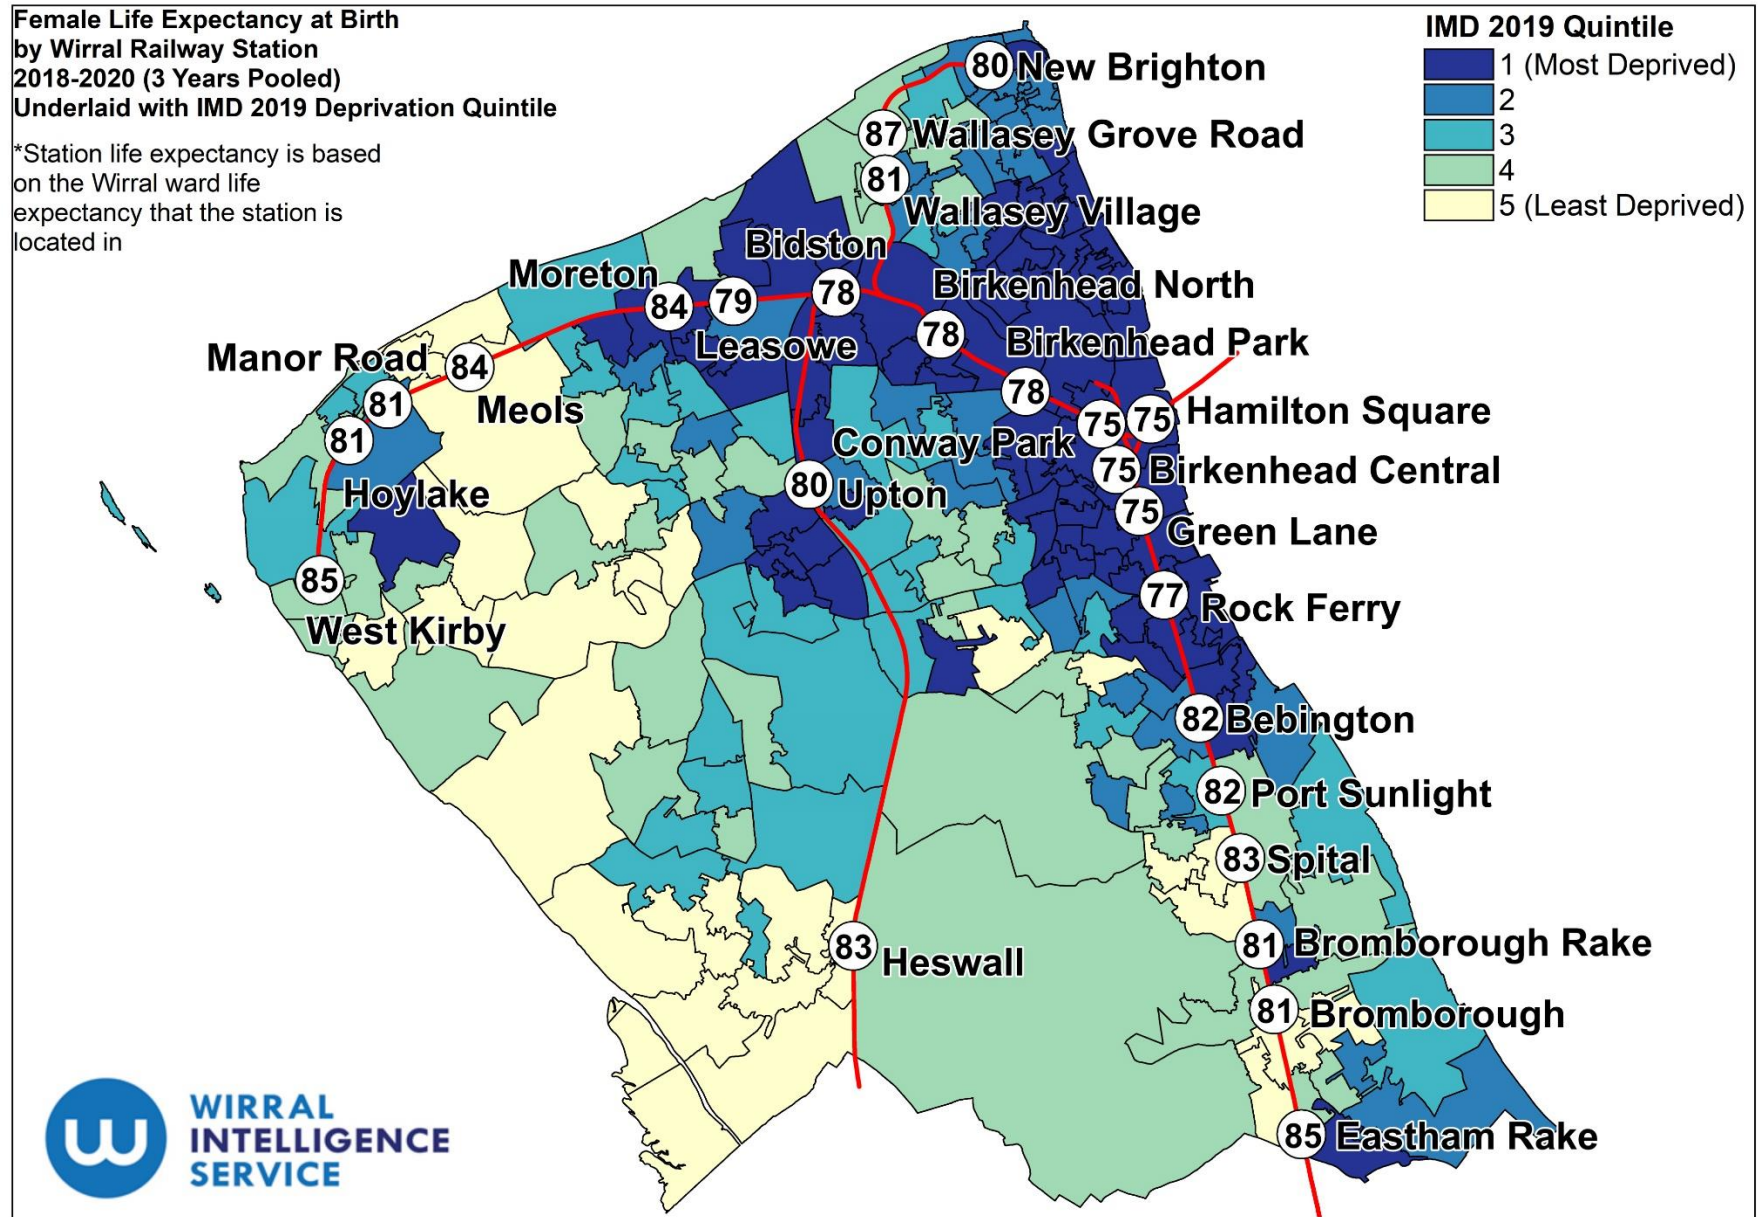 Female Life Expectancy at Birth
by Wirral Railway Station
2018-2020 (3 Years Pooled)
Underlaid with IMD 2019 Deprivation Quintile
*Station life expectancy is based
on the Wirral ward life
expectancy that the station is
located in
IMD 2019 Quintile
1 (Most Deprived)
2
3
4
5 (Least Deprived)
80 New Brighton
87 Wallasey Grove Road
81
Wallasey Village
Bidston
78
Moreton
84
79
Leasowe
Birkenhead North
78
Birkenhead Park
78
Manor Road
84
Meols
81
81
Hoylake
85
West Kirby
75
Conway Park
75 Hamilton Square
75 Birkenhead Central
80 Upton
75
Green Lane
77
Rock Ferry
82 Bebington
82 Port Sunlight
83 Spital
83 Heswall
81 Bromborough Rake
81 Bromborough
85 Eastham Rake
W
WIRRAL
INTELLIGENCE
SERVICE